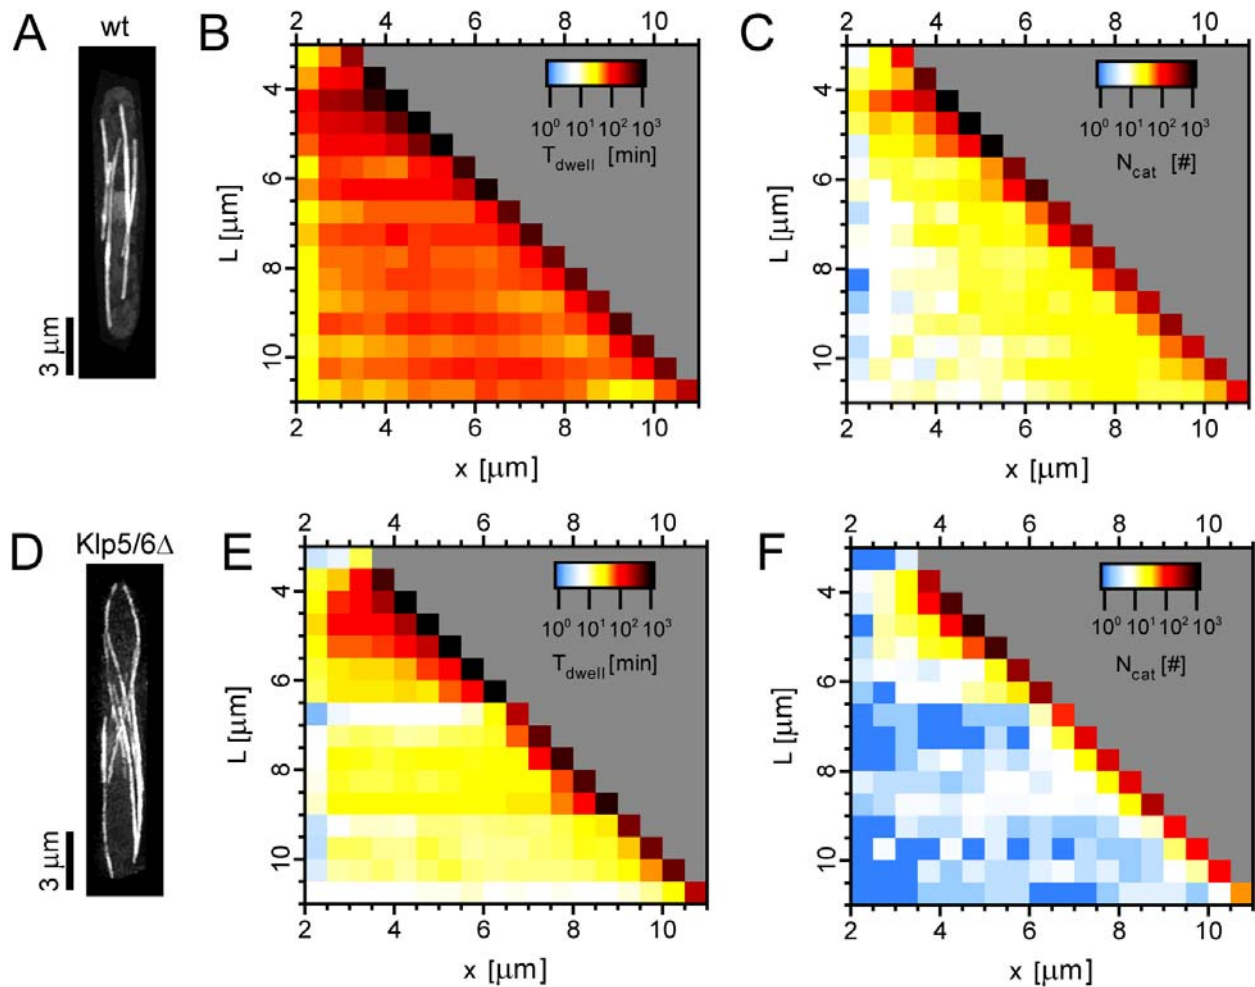 A wt B C
2 4 6 8 10
2 4 6 8 10
10⁰ 10¹ 10² 10³
T_dwell [min]
10⁰ 10¹ 10² 10³
N_cat [#]
4
6
8
10
L [μm]
4
6
8
10
L [μm]
3 μm
2 4 6 8 10
2 4 6 8 10
x [μm]
x [μm]
D Klp5/6Δ E F
2 4 6 8 10
2 4 6 8 10
10⁰ 10¹ 10² 10³
T_dwell [min]
10⁰ 10¹ 10² 10³
N_cat [#]
4
6
8
10
L [μm]
4
6
8
10
L [μm]
3 μm
2 4 6 8 10
2 4 6 8 10
x [μm]
x [μm]